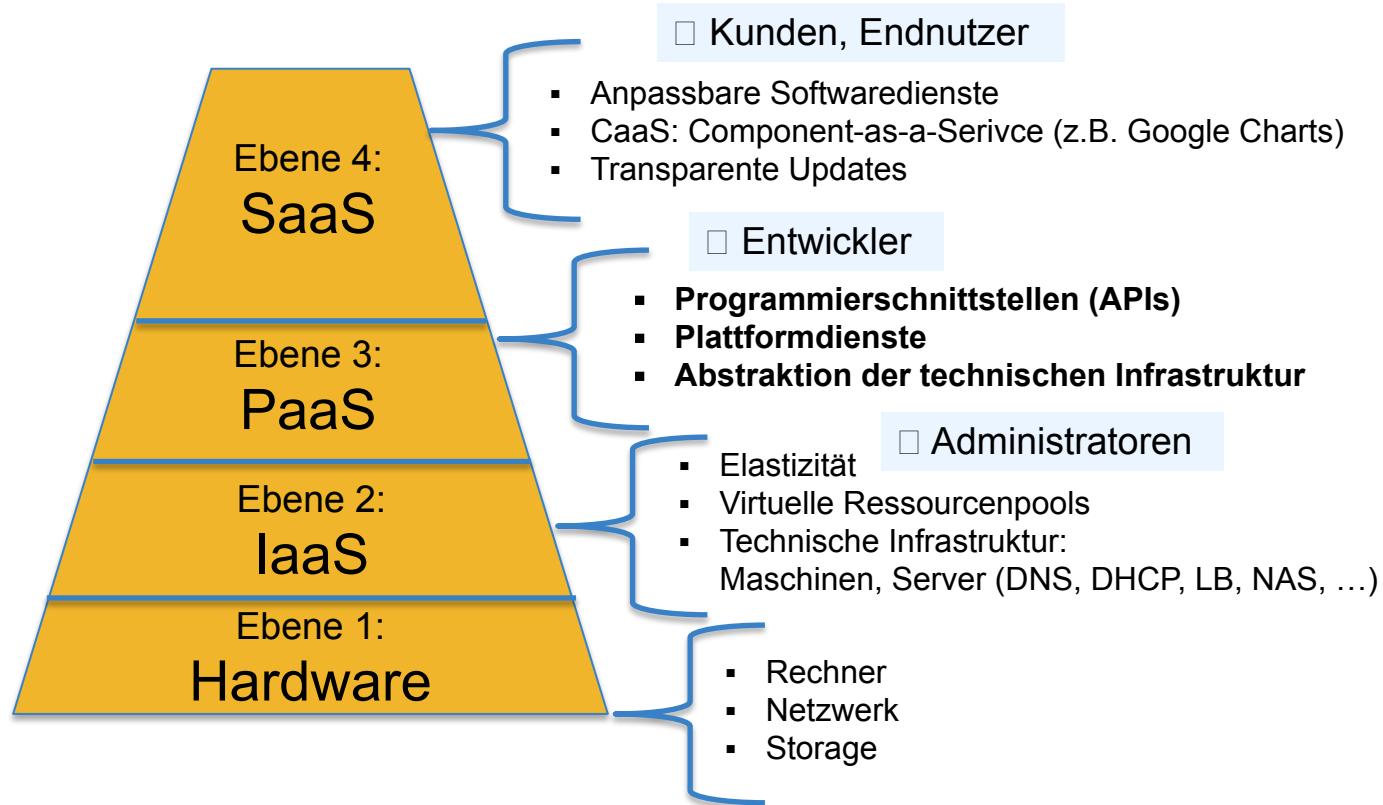 □ Kunden, Endnutzer
▪ Anpassbare Softwaredienste
▪ CaaS: Component-as-a-Serivce (z.B. Google Charts)
▪ Transparente Updates
Ebene 4:
SaaS
□ Entwickler
▪ Programmierschnittstellen (APIs)
▪ Plattformdienste
▪ Abstraktion der technischen Infrastruktur
Ebene 3:
PaaS
□ Administratoren
▪ Elastizität
▪ Virtuelle Ressourcenpools
▪ Technische Infrastruktur:
Maschinen, Server (DNS, DHCP, LB, NAS, …)
Ebene 2:
IaaS
Ebene 1:
Hardware
▪ Rechner
▪ Netzwerk
▪ Storage